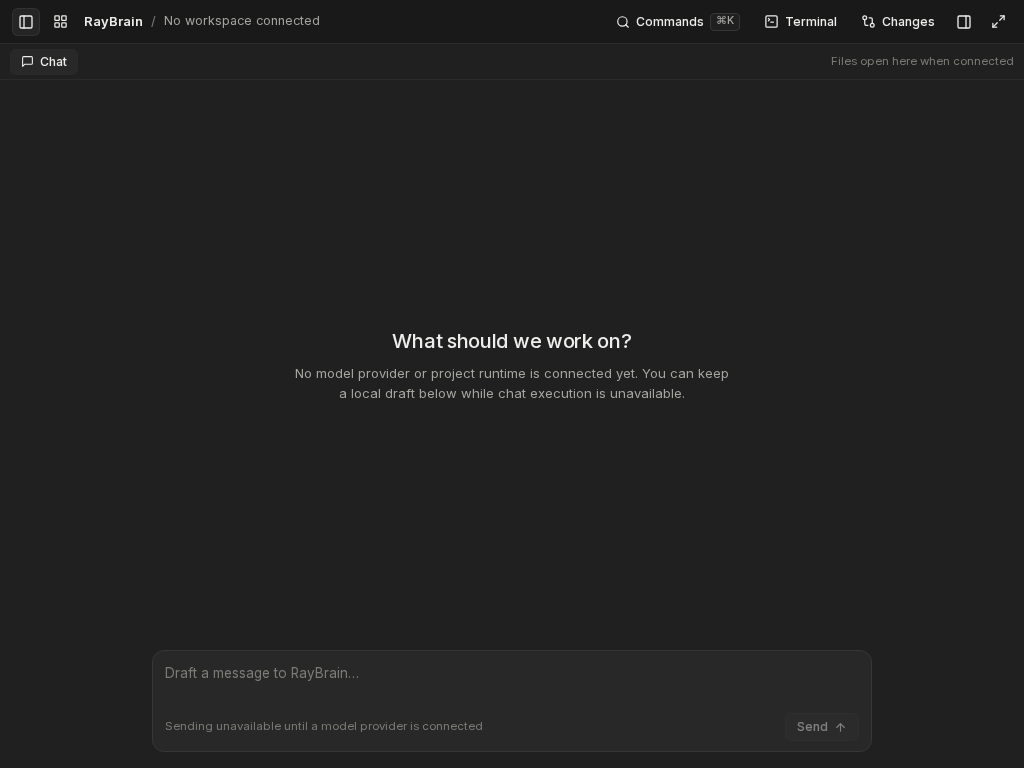 RayBrain / No workspace connected Commands ⌘K Terminal Changes
Chat Files open here when connected
What should we work on?
No model provider or project runtime is connected yet. You can keep
a local draft below while chat execution is unavailable.
Draft a message to RayBrain...
Sending unavailable until a model provider is connected Send